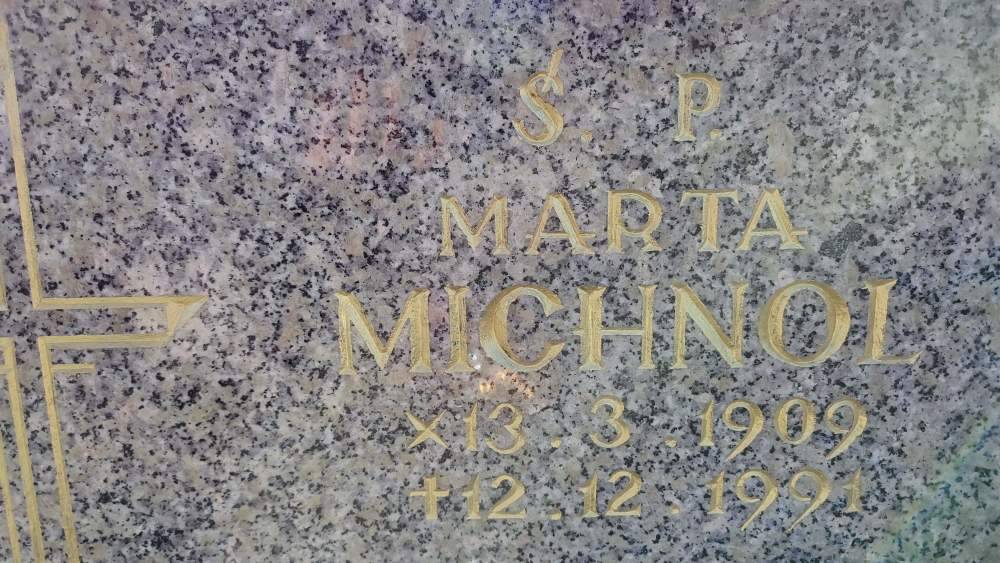 Ś. P.
MARTA
MICHNOL
×13.3.1909
+12.12.1991